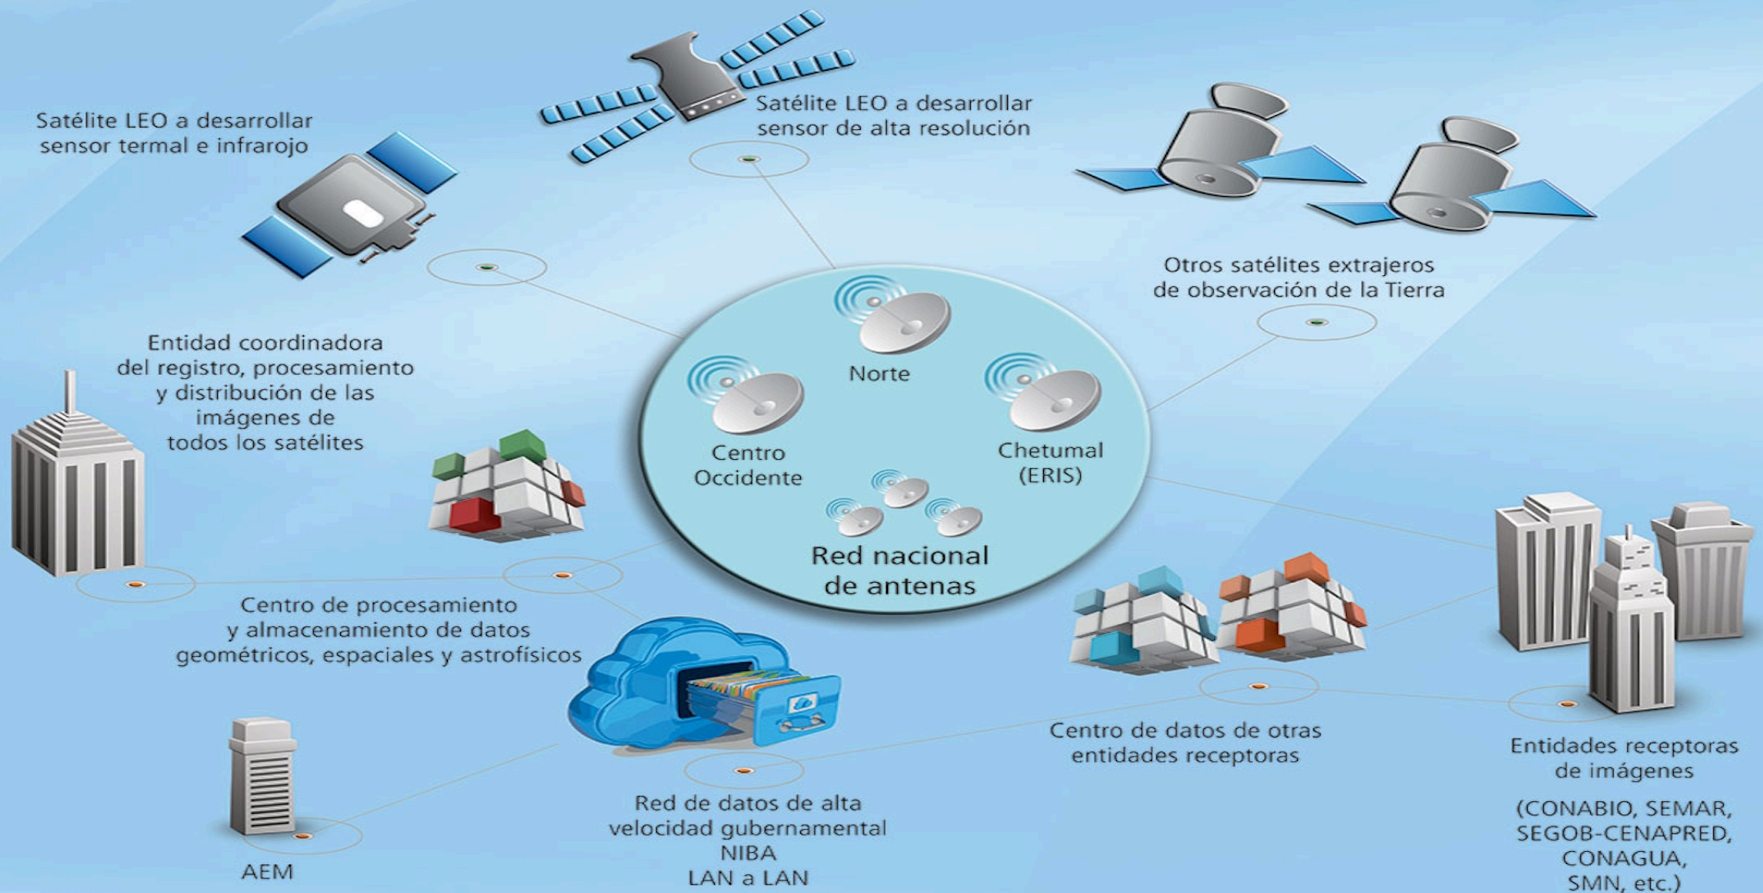 Satélite LEO a desarrollar
sensor termal e infrarojo
Satélite LEO a desarrollar
sensor de alta resolución
Otros satélites extrajeros
de observación de la Tierra
Entidad coordinadora
del registro, procesamiento
y distribución de las
imágenes de
todos los satélites
Norte
Centro
Occidente
Chetumal
(ERIS)
Red nacional
de antenas
Centro de procesamiento
y almacenamiento de datos
geométricos, espaciales y astrofísicos
Centro de datos de otras
entidades receptoras
Entidades receptoras
de imágenes
(CONABIO, SEMAR,
SEGOB-CENAPRED,
CONAGUA,
SMN, etc.)
Red de datos de alta
velocidad gubernamental
NIBA
LAN a LAN
AEM